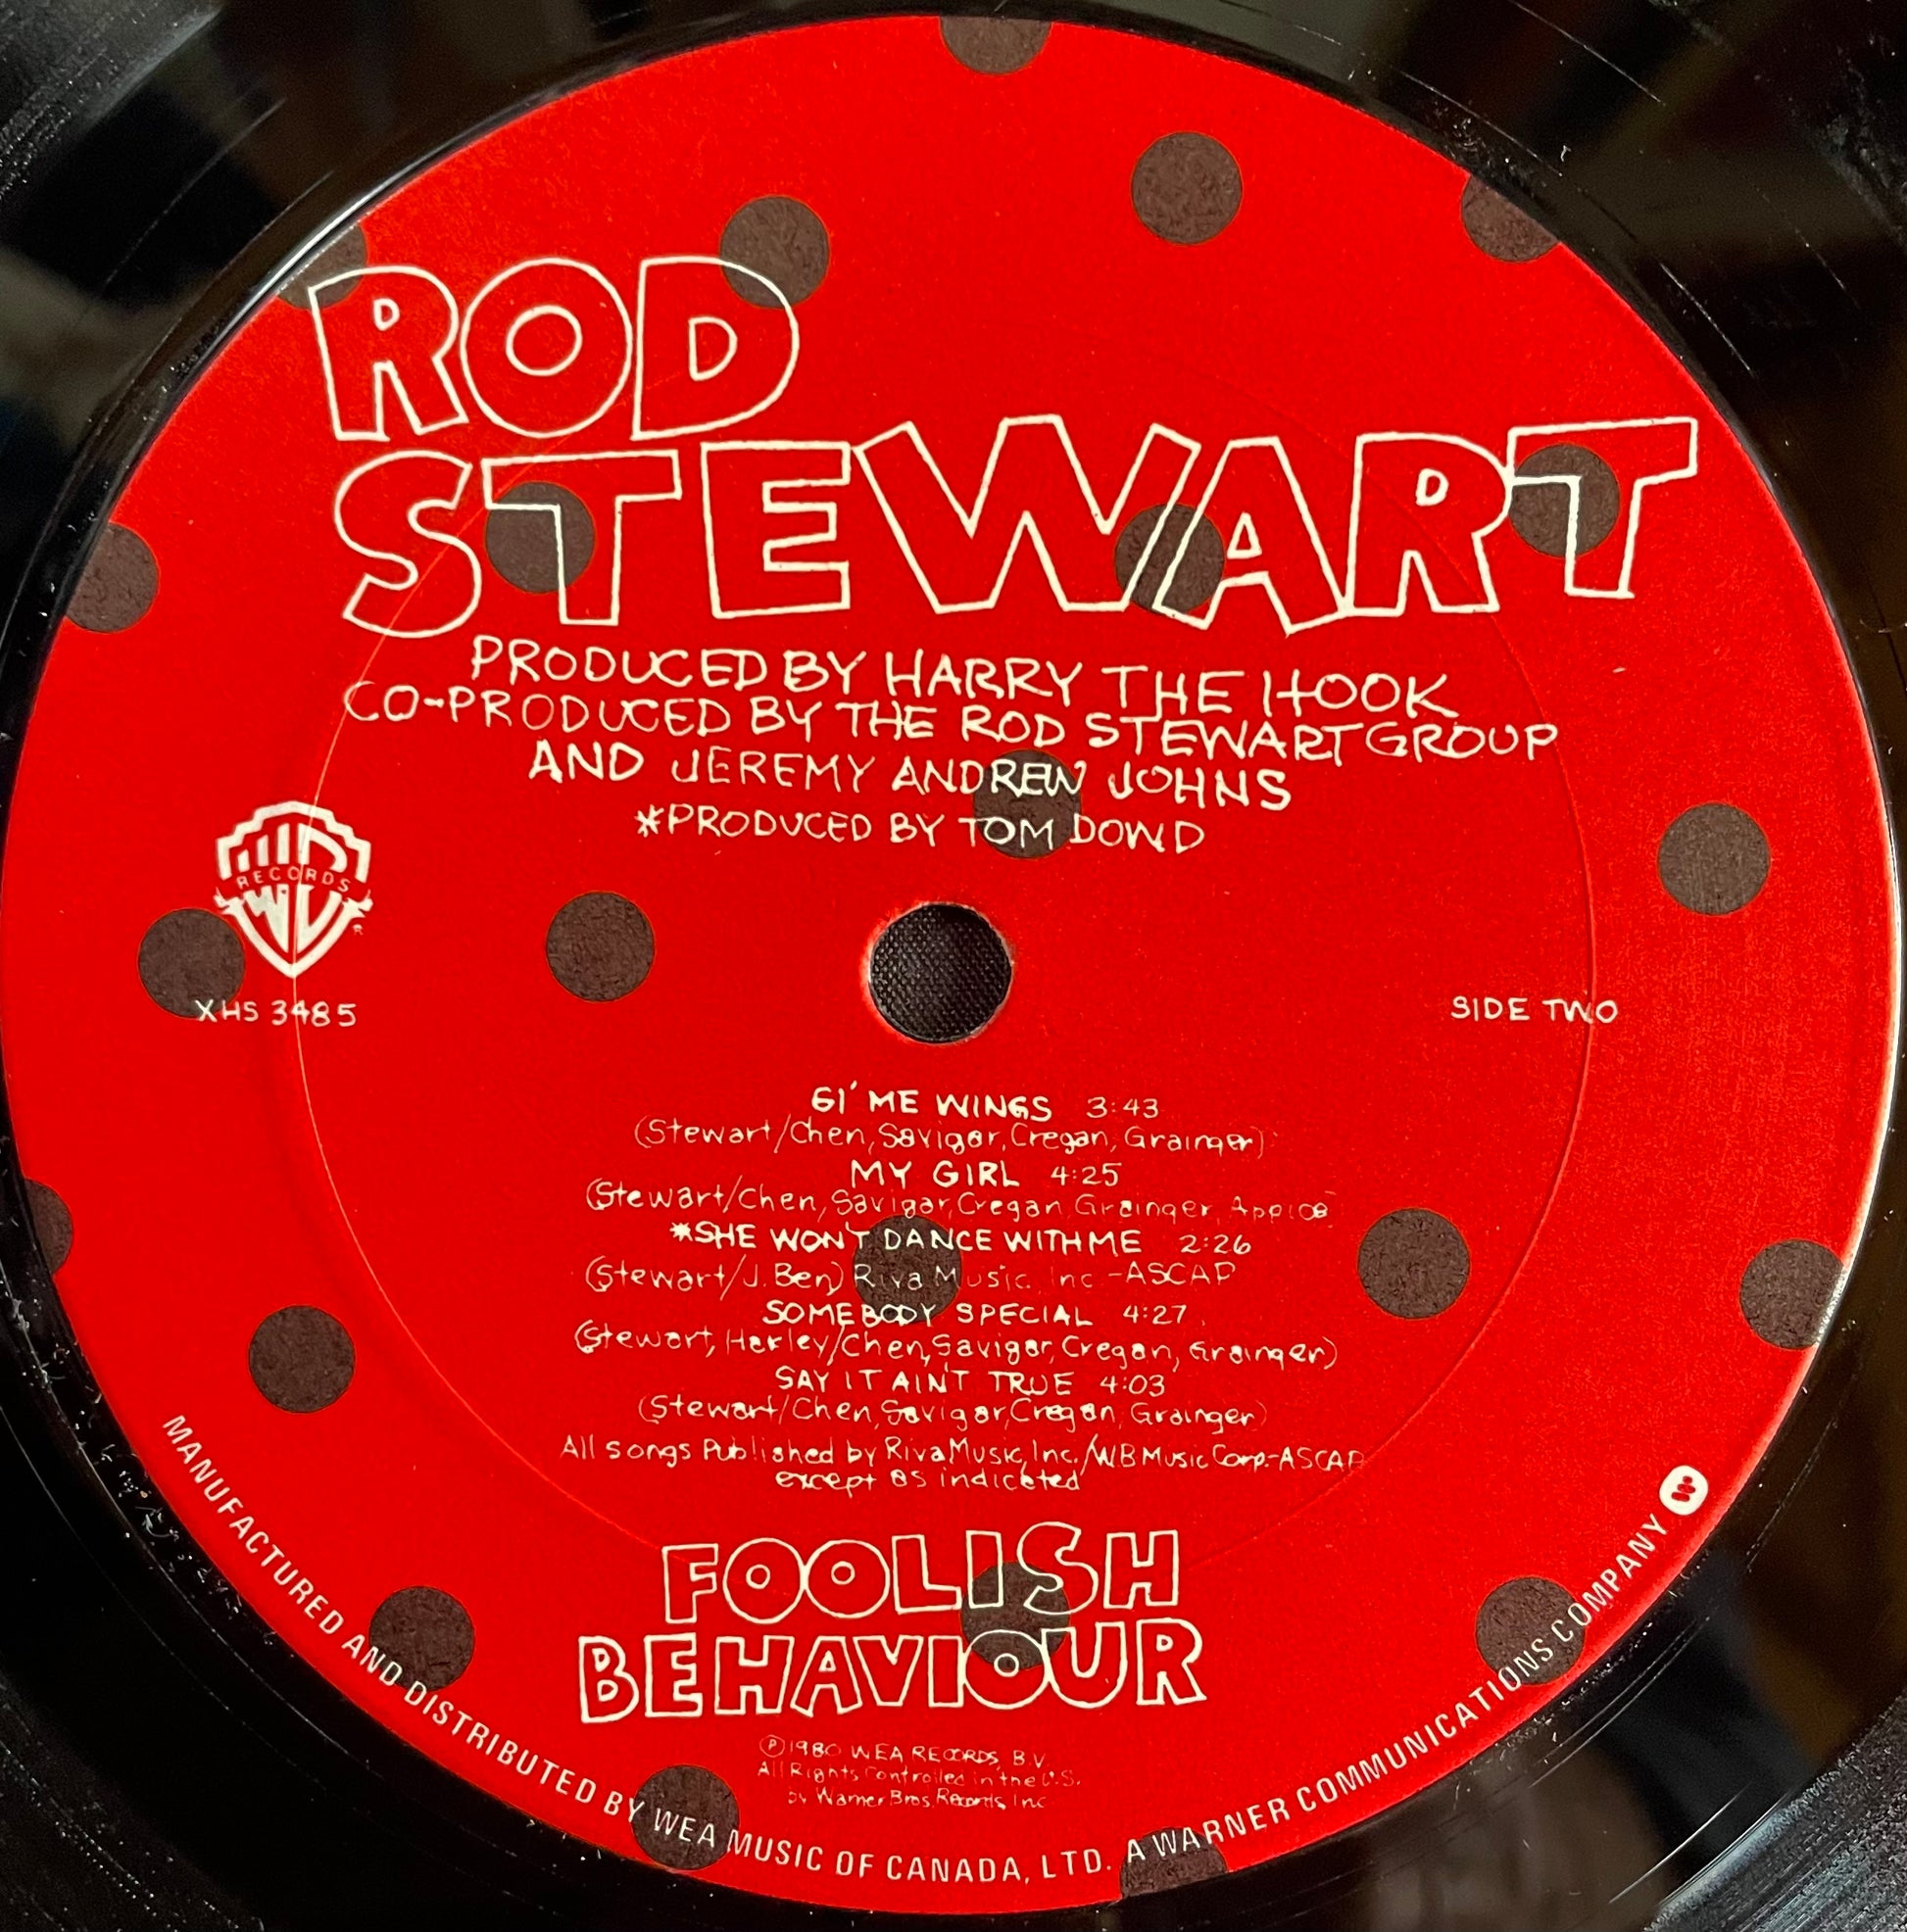 ROD
STEWART
PRODUCED BY HARRY THE HOOK
CO-PRODUCED BY THE ROD STEWART GROUP
AND JEREMY ANDREW JOHNS
*PRODUCED BY TOM DOWD
WB
RECORDS
®
XHS 3485
SIDE TWO
GI' ME WINGS 3:43
(Stewart/Chen, Savigar, Cregan, Grainger)
MY GIRL 4:25
(Stewart/Chen, Savigar, Cregan, Grainger, Appice)
*SHE WON'T DANCE WITH ME 2:26
(Stewart/J. Ben) Riva Music, Inc -ASCAP
SOMEBODY SPECIAL 4:27
(Stewart, Harley/Chen, Savigar, Cregan, Grainger)
SAY IT AIN'T TRUE 4:03
(Stewart/Chen, Savigar, Cregan, Grainger)
All songs Published by Riva Music, Inc./WB Music Corp.-ASCAP
except as indicated
FOOLISH
BEHAVIOUR
℗1980 WEA RECORDS, B.V.
All Rights Controlled in the U.S.
by Warner Bros. Records, Inc
MANUFACTURED AND DISTRIBUTED BY WEA MUSIC OF CANADA, LTD. A WARNER COMMUNICATIONS COMPANY